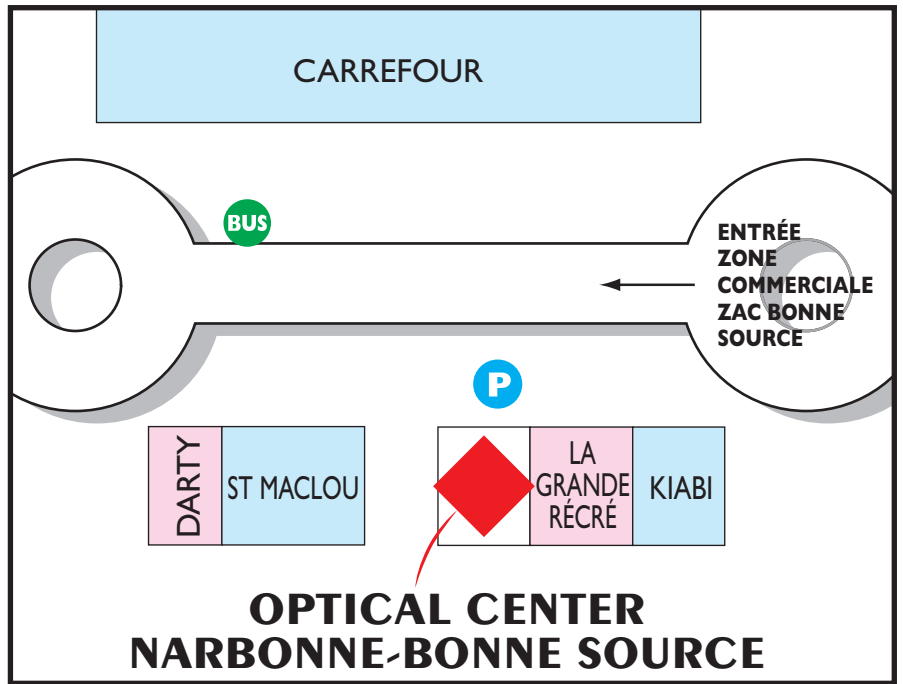 CARREFOUR
BUS
ENTRÉE
ZONE
COMMERCIALE
ZAC BONNE
SOURCE
P
DARTY
ST MACLOU
LA
GRANDE
RÉCRÉ
KIABI
OPTICAL CENTER
NARBONNE-BONNE SOURCE